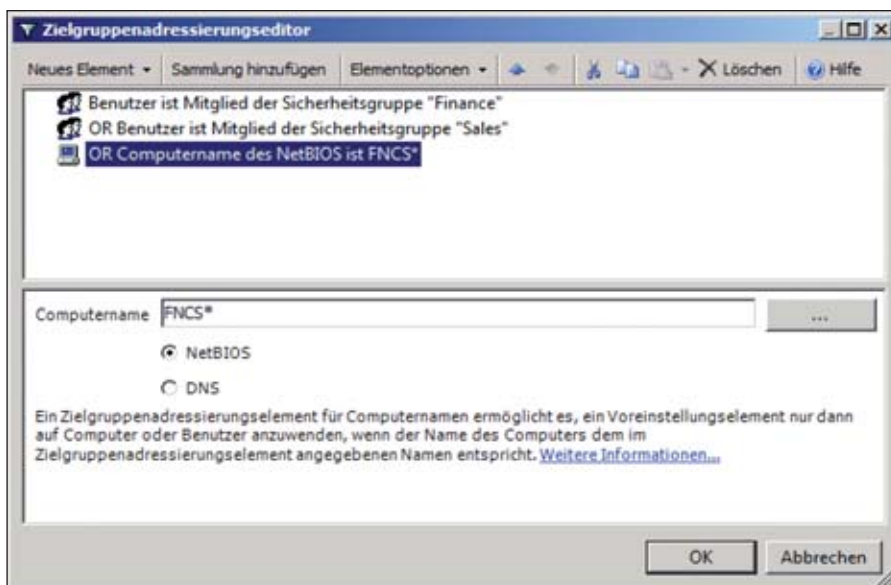 Zielgruppenadressierungseditor
Neues Element Sammlung hinzufügen Elementoptionen Löschen Hilfe
Benutzer ist Mitglied der Sicherheitsgruppe "Finance"
OR Benutzer ist Mitglied der Sicherheitsgruppe "Sales"
OR Computername des NetBIOS ist FNCS*
Computername FNCS* ...
NetBIOS
DNS
Ein Zielgruppenadressierungselement für Computernamen ermöglicht es, ein Voreinstellungselement nur dann
auf Computer oder Benutzer anzuwenden, wenn der Name des Computers dem im
Zielgruppenadressierungselement angegebenen Namen entspricht. Weitere Informationen...
OK Abbrechen